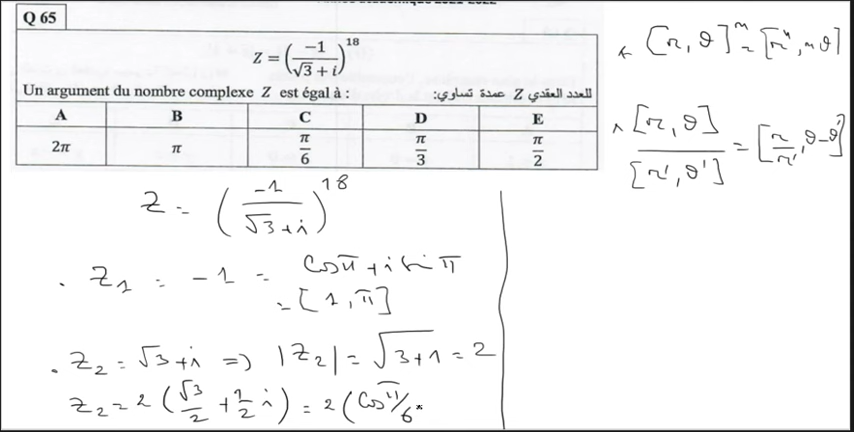 Q 65
Z = (-1/(√3 + i))^18
Un argument du nombre complexe Z est égal à : للعدد العقدي Z عمدة تساوي:
A B C D E
2π π π/6 π/3 π/2
Z = (-1/(√3+i))^18
. Z₁ = -1 = cos π + i sin π
= [1, π]
. Z₂ = √3+i => |Z₂| = √(3+1) = 2
Z₂ = 2(√3/2 + 1/2 i) = 2(cos π/6
* [r, θ]^n = [r^n, nθ]
* [r, θ]/[r', θ'] = [r/r', θ-θ']